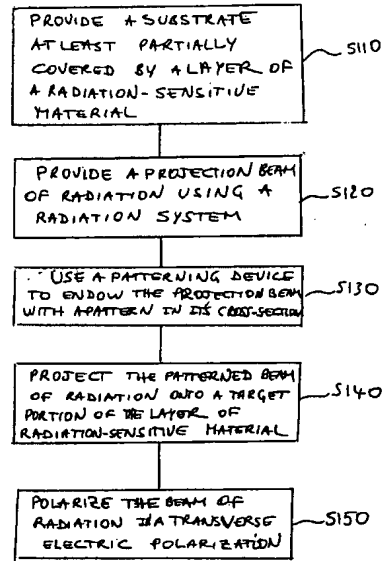 PROVIDE A SUBSTRATE
AT LEAST PARTIALLY
COVERED BY A LAYER OF
A RADIATION-SENSITIVE
MATERIAL
S110
PROVIDE A PROJECTION BEAM
OF RADIATION USING A
RADIATION SYSTEM
S120
USE A PATTERNING DEVICE
TO ENDOW THE PROJECTION BEAM
WITH A PATTERN IN ITS CROSS-SECTION
S130
PROJECT THE PATTERNED BEAM
OF RADIATION ONTO A TARGET
PORTION OF THE LAYER OF
RADIATION-SENSITIVE MATERIAL
S140
POLARIZE THE BEAM OF
RADIATION IN A TRANSVERSE
ELECTRIC POLARIZATION
S150